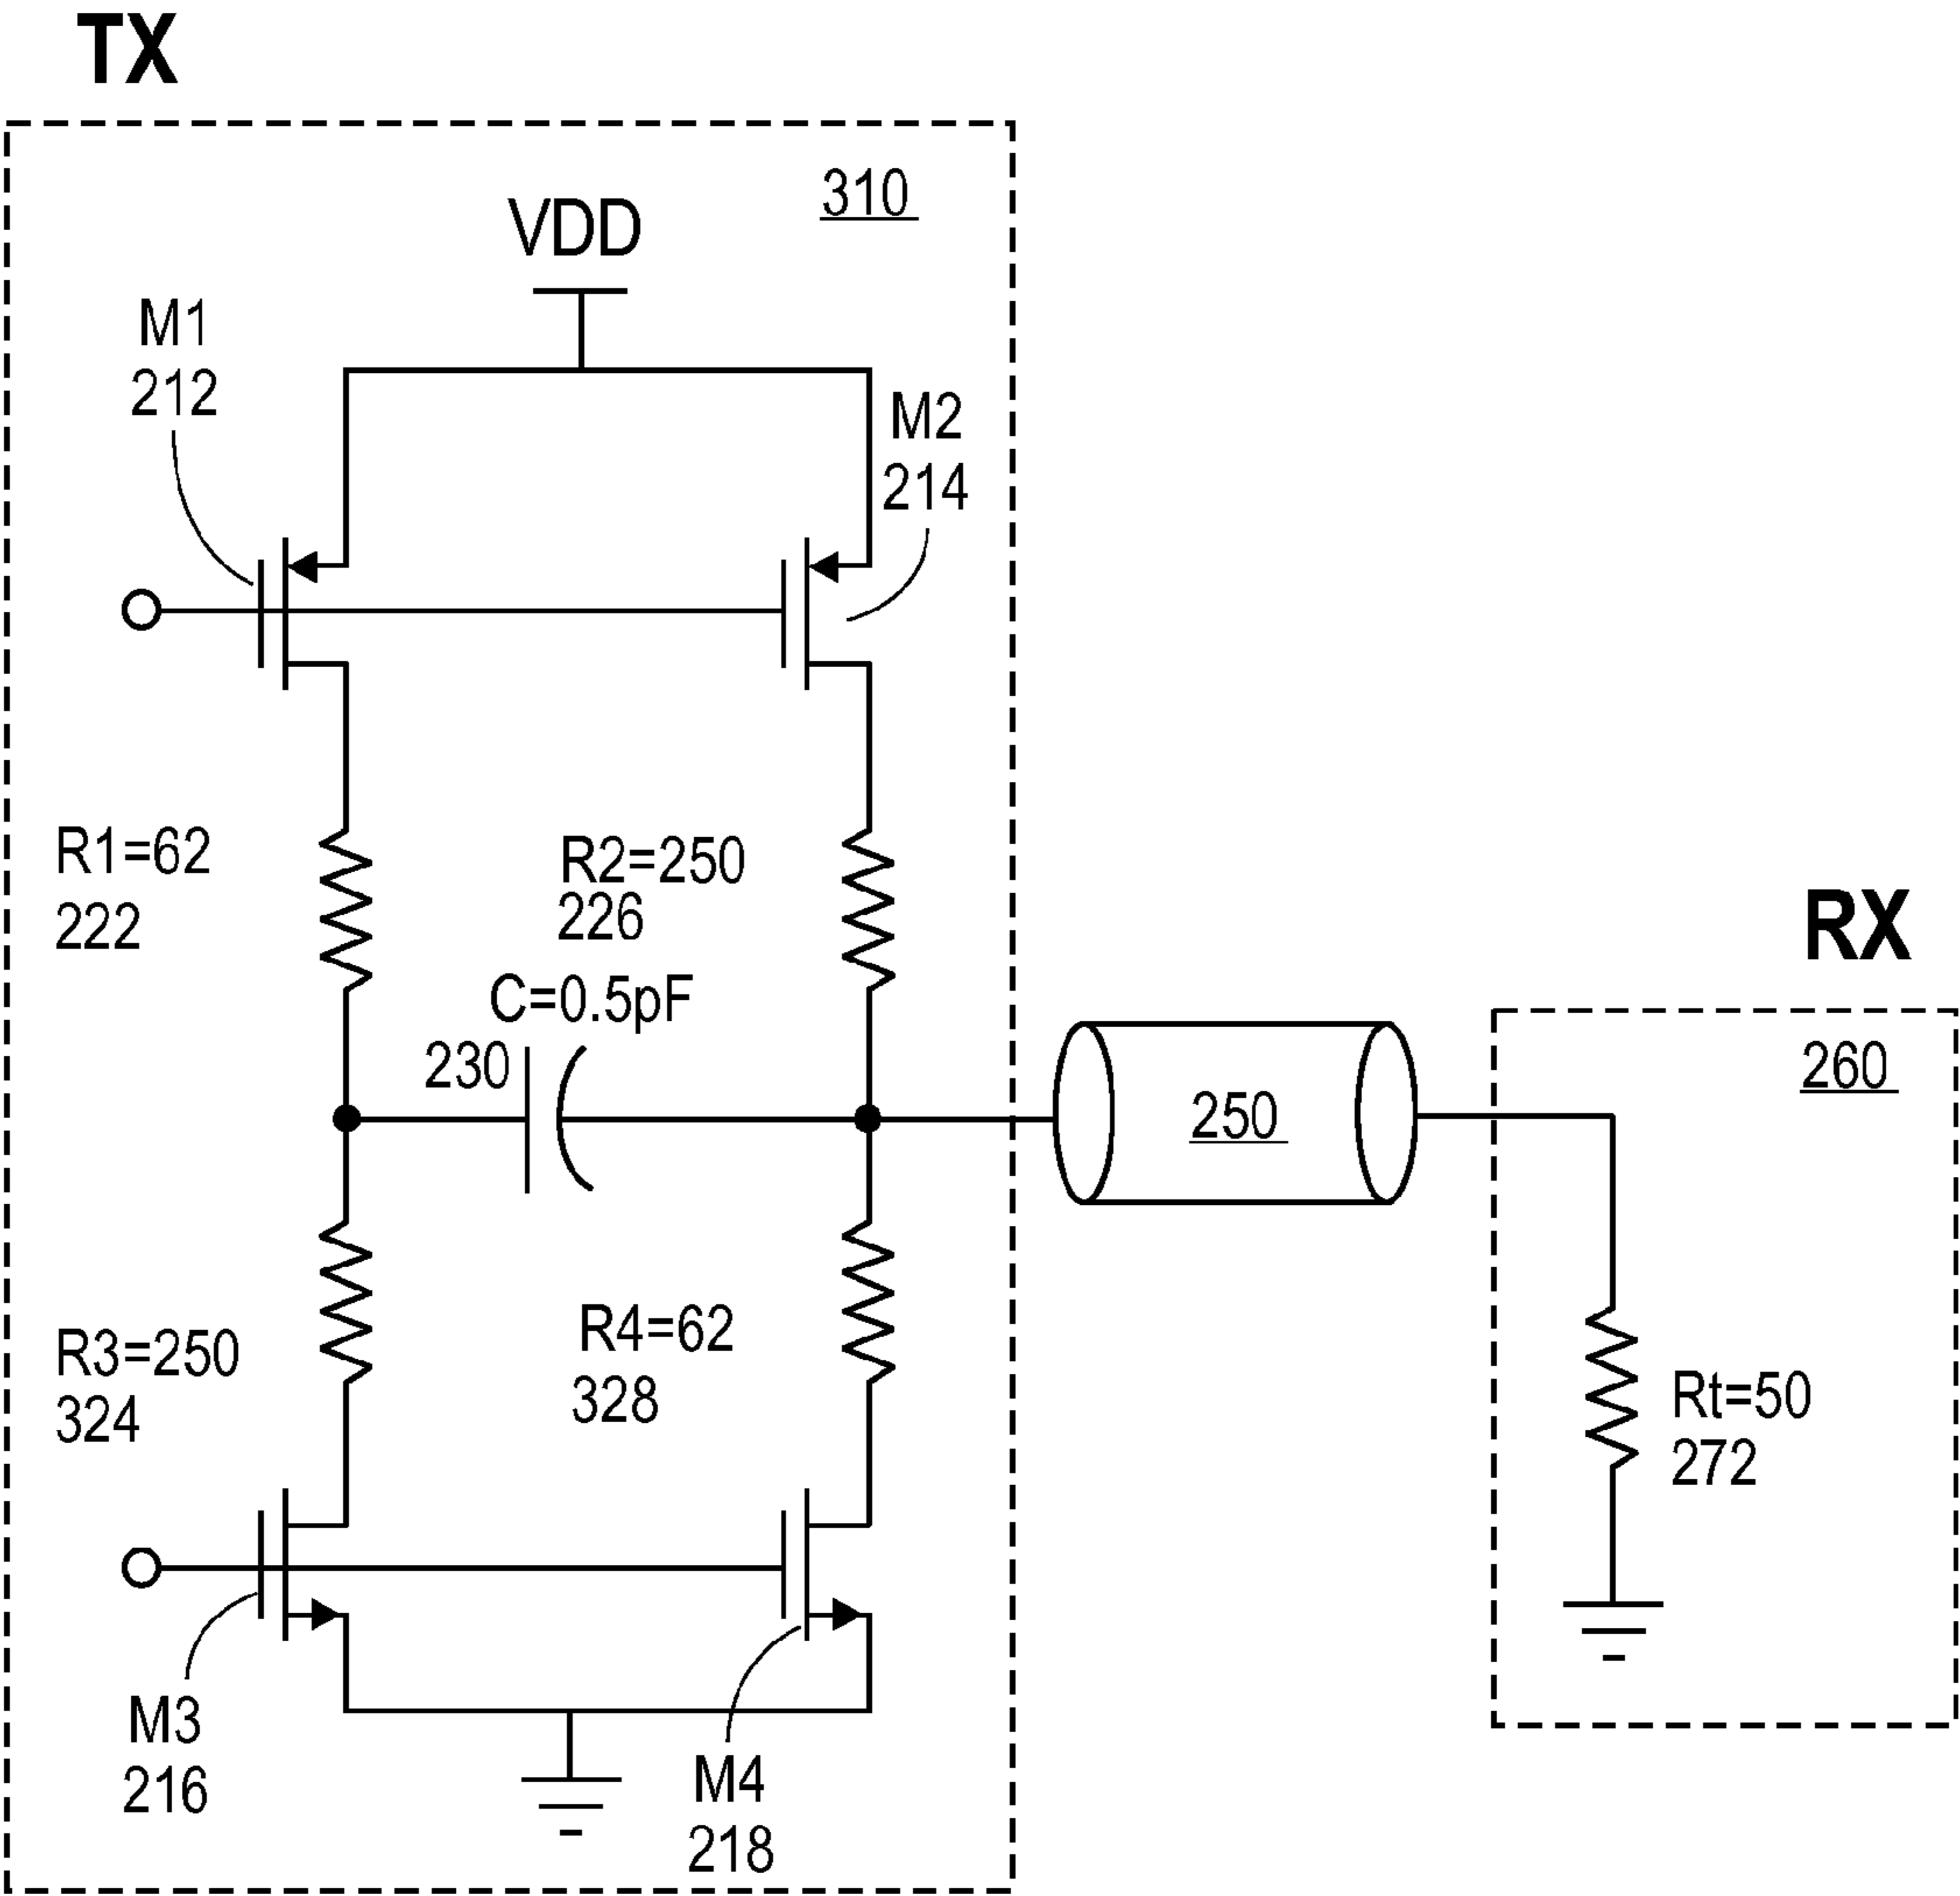 TX
310
VDD
M1
212
M2
214
R1=62
222
R2=250
226
C=0.5pF
230
RX
260
250
R3=250
324
R4=62
328
Rt=50
272
M3
216
M4
218